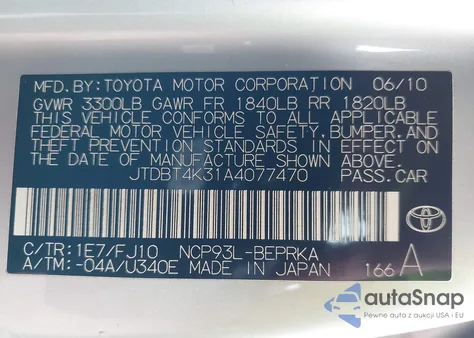 MFD. BY: TOYOTA MOTOR CORPORATION 06/10
GVWR 3300LB GAWR FR 1840LB RR 1820LB
THIS VEHICLE CONFORMS TO ALL APPLICABLE
FEDERAL MOTOR VEHICLE SAFETY, BUMPER, AND
THEFT PREVENTION STANDARDS IN EFFECT ON
THE DATE OF MANUFACTURE SHOWN ABOVE.
JTDBT4K31A4077470 PASS.CAR
C/TR: 1E7/FJ10 NCP93L-BEPRKA
A/TM: -04A/U340E MADE IN JAPAN 166 A
TOYOTA
autoSnap
Pewne auta z aukcji USA i EU